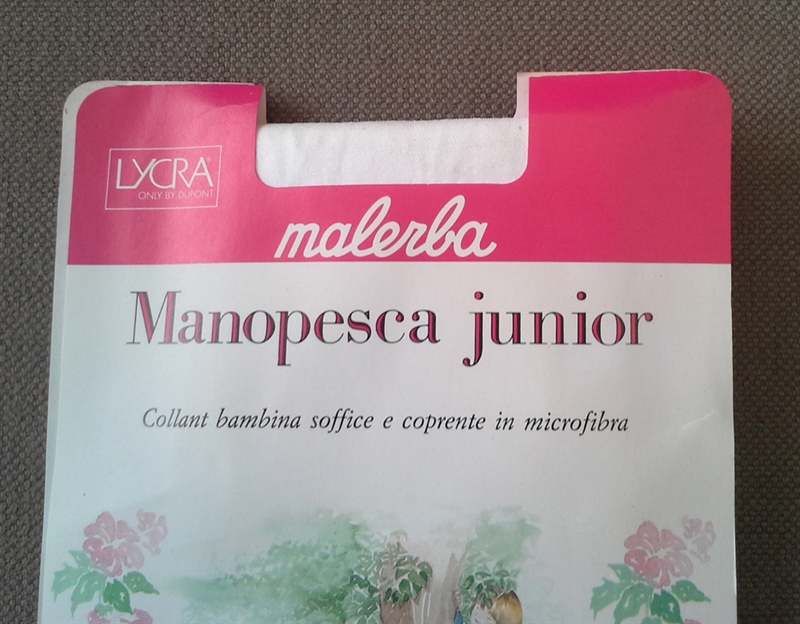 LYCRA®
ONLY BY DUPONT
malerba
Manopesca junior
Collant bambina soffice e coprente in microfibra